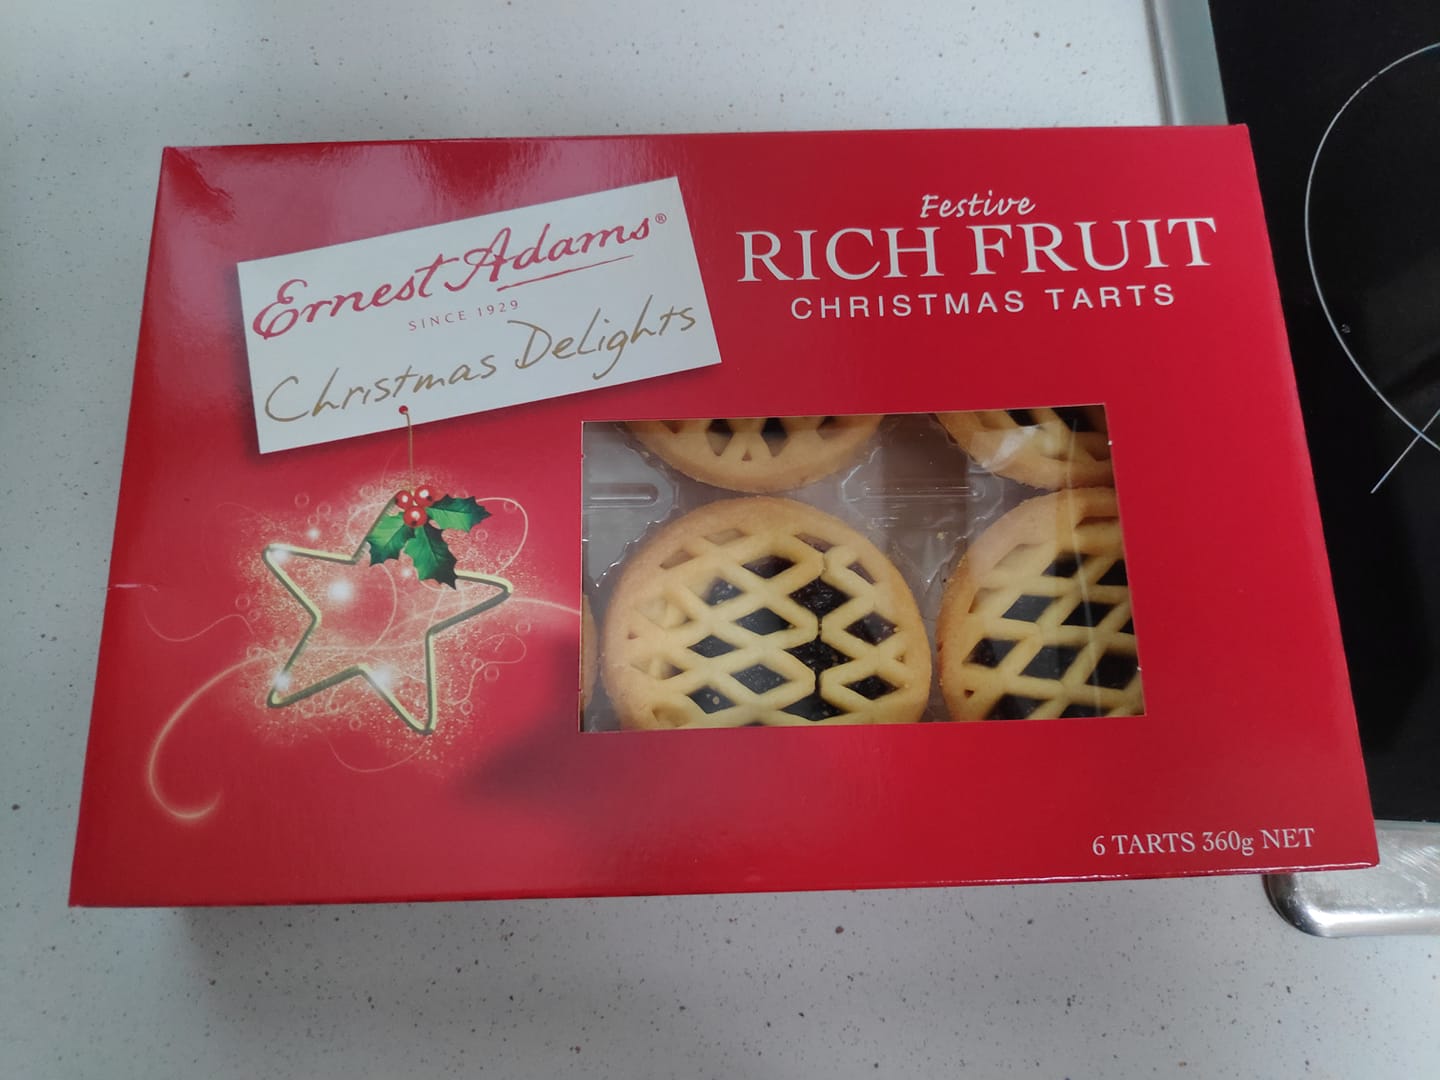 Ernest Adams®
SINCE 1929
Christmas Delights
Festive
RICH FRUIT
CHRISTMAS TARTS
6 TARTS 360g NET